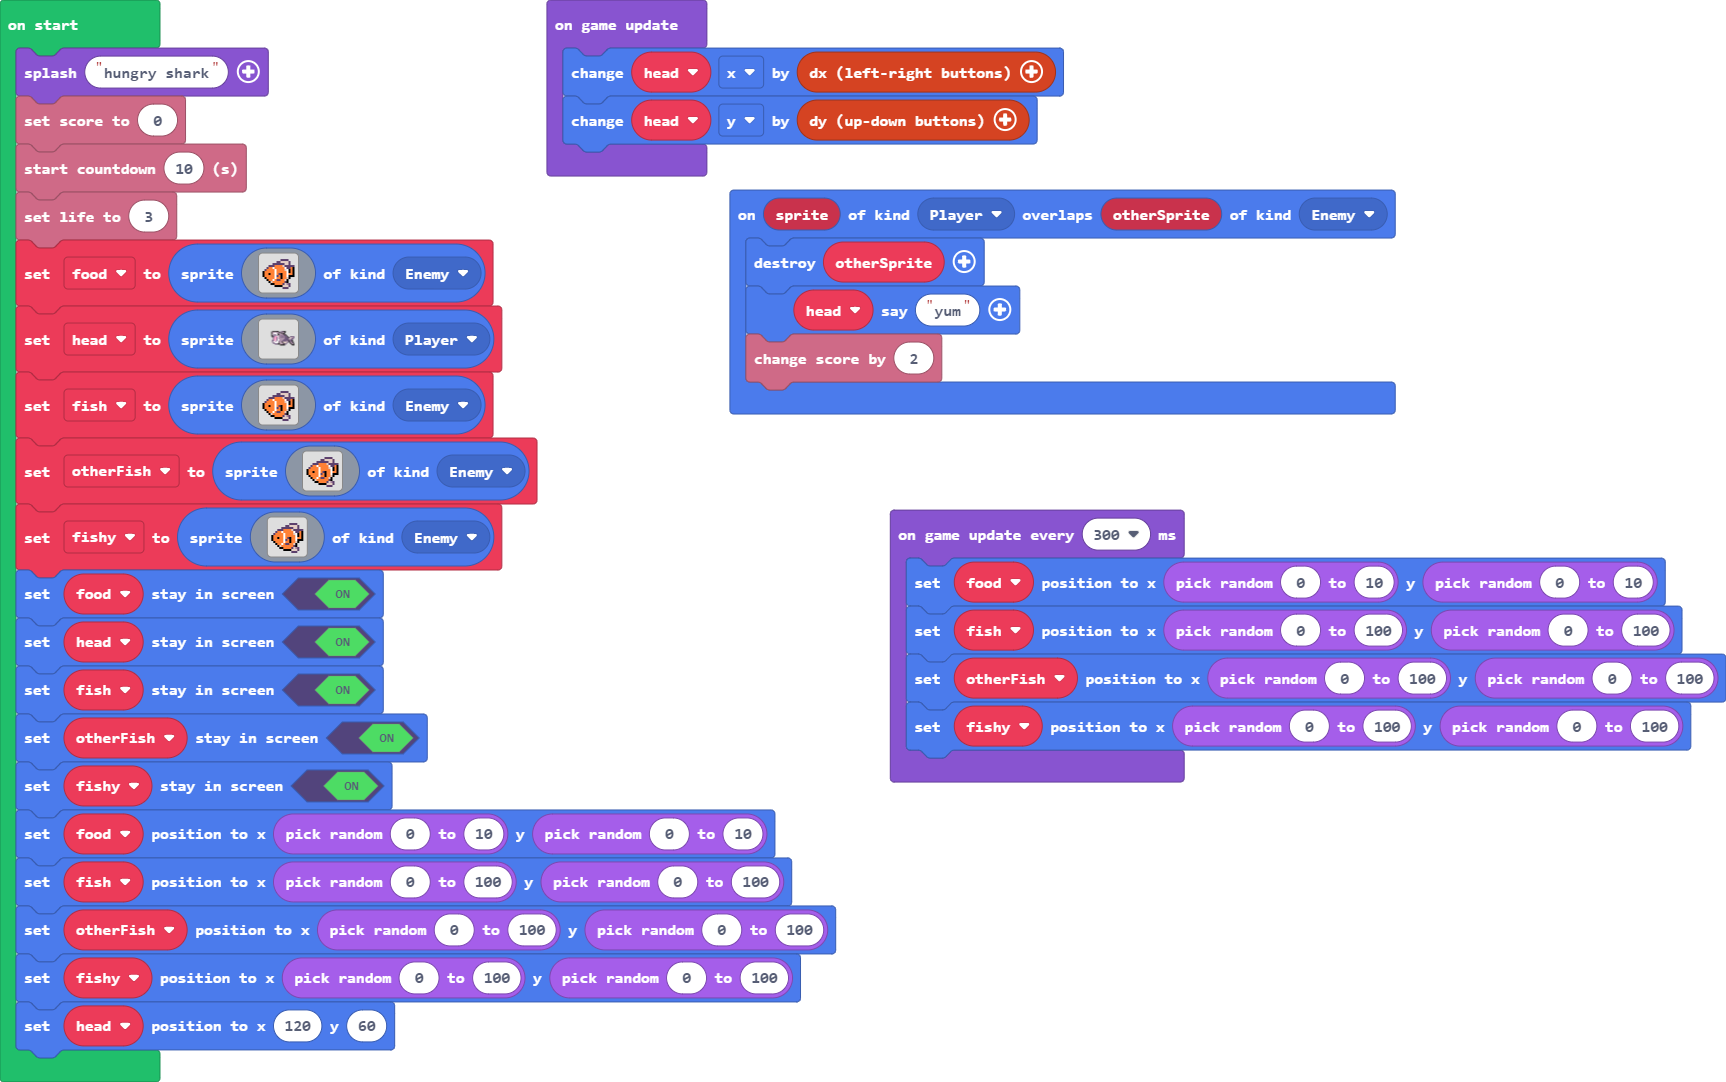 on start
splash "hungry shark"
set score to 0
start countdown 10 (s)
set life to 3
set food to sprite of kind Enemy
set head to sprite of kind Player
set fish to sprite of kind Enemy
set otherFish to sprite of kind Enemy
set fishy to sprite of kind Enemy
set food stay in screen ON
set head stay in screen ON
set fish stay in screen ON
set otherFish stay in screen ON
set fishy stay in screen ON
set food position to x pick random 0 to 10 y pick random 0 to 10
set fish position to x pick random 0 to 100 y pick random 0 to 100
set otherFish position to x pick random 0 to 100 y pick random 0 to 100
set fishy position to x pick random 0 to 100 y pick random 0 to 100
set head position to x 120 y 60
on game update
change head x by dx (left-right buttons)
change head y by dy (up-down buttons)
on sprite of kind Player overlaps otherSprite of kind Enemy
destroy otherSprite
head say "yum"
change score by 2
on game update every 300 ms
set food position to x pick random 0 to 10 y pick random 0 to 10
set fish position to x pick random 0 to 100 y pick random 0 to 100
set otherFish position to x pick random 0 to 100 y pick random 0 to 100
set fishy position to x pick random 0 to 100 y pick random 0 to 100